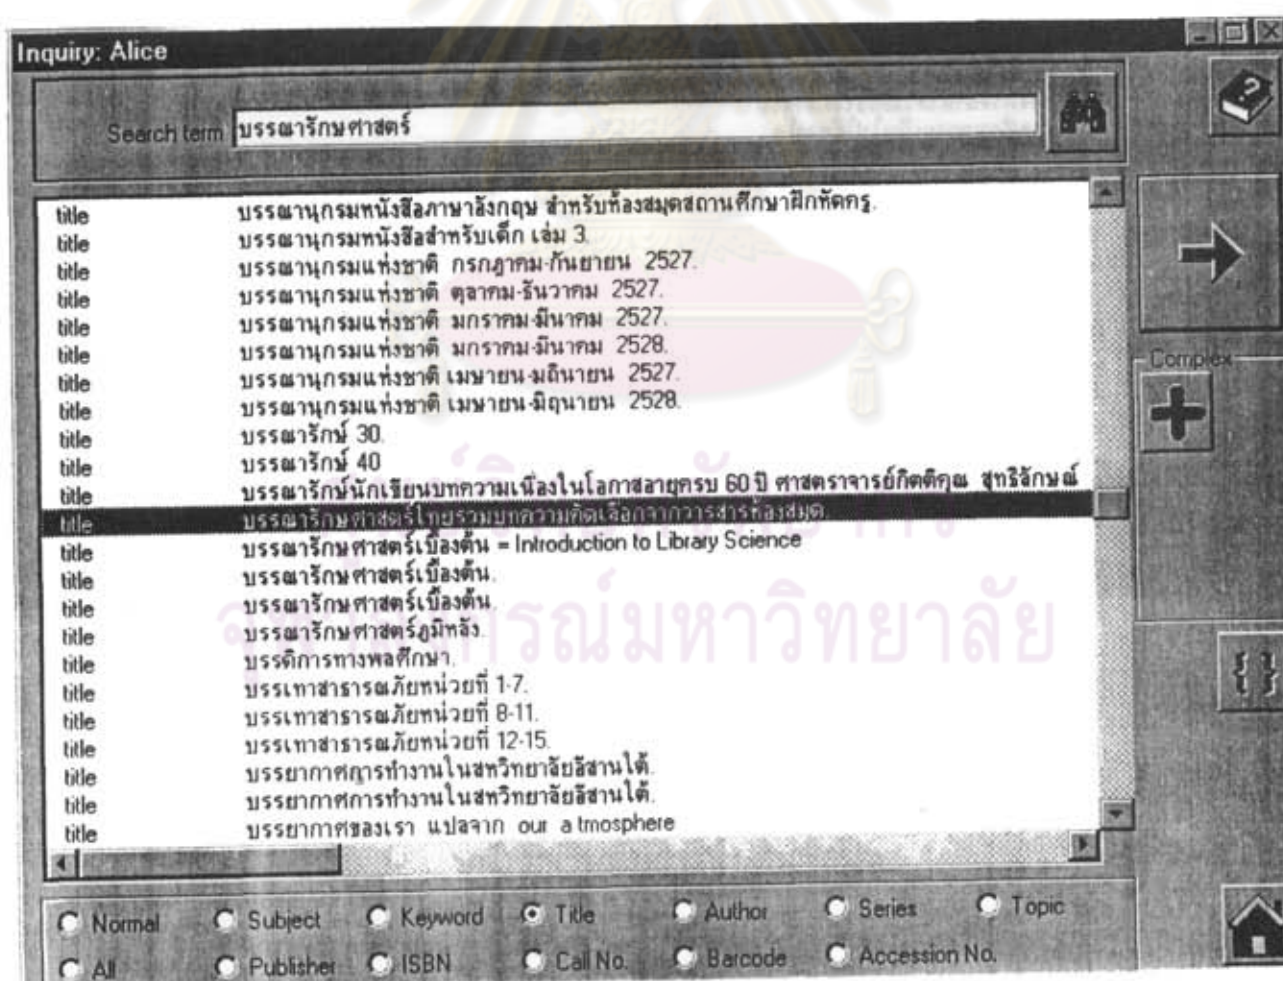 Inquiry: Alice
Search term บรรณารักษศาสตร์
title บรรณานุกรมหนังสือภาษาอังกฤษ สำหรับห้องสมุดสถานศึกษาฝึกหัดครู.
title บรรณานุกรมหนังสือสำหรับเด็ก เล่ม 3.
title บรรณานุกรมแห่งชาติ กรกฎาคม-กันยายน 2527.
title บรรณานุกรมแห่งชาติ ตุลาคม-ธันวาคม 2527.
title บรรณานุกรมแห่งชาติ มกราคม-มีนาคม 2527.
title บรรณานุกรมแห่งชาติ มกราคม-มีนาคม 2528.
title บรรณานุกรมแห่งชาติ เมษายน-มถินายน 2527.
title บรรณานุกรมแห่งชาติ เมษายน-มิถุนายน 2528.
title บรรณารักษ์ 30.
title บรรณารักษ์ 40
title บรรณารักษ์นักเขียนบทความเนื่องในโอกาสอายุครบ 60 ปี ศาสตราจารย์กิตติคุณ สุทธิลักษณ์
title บรรณารักษศาสตร์ไทยรวมบทความคัดเลือกจากวารสารห้องสมุด.
title บรรณารักษศาสตร์เบื้องต้น = Introduction to Library Science
title บรรณารักษศาสตร์เบื้องต้น.
title บรรณารักษศาสตร์เบื้องต้น.
title บรรณารักษศาสตร์ภูมิหลัง.
title บรรดิการทางพลศึกษา.
title บรรเทาสาธารณภัยหน่วยที่ 1-7.
title บรรเทาสาธารณภัยหน่วยที่ 8-11.
title บรรเทาสาธารณภัยหน่วยที่ 12-15.
title บรรยากาศการทำงานในสหวิทยาลัยอีสานใต้.
title บรรยากาศการทำงานในสหวิทยาลัยอีสานใต้.
title บรรยากาศของเรา แปลจาก our a tmosphere
Complex
Normal Subject Keyword Title Author Series Topic
All Publisher ISBN Call No. Barcode Accession No.
จุฬาลงกรณ์มหาวิทยาลัย